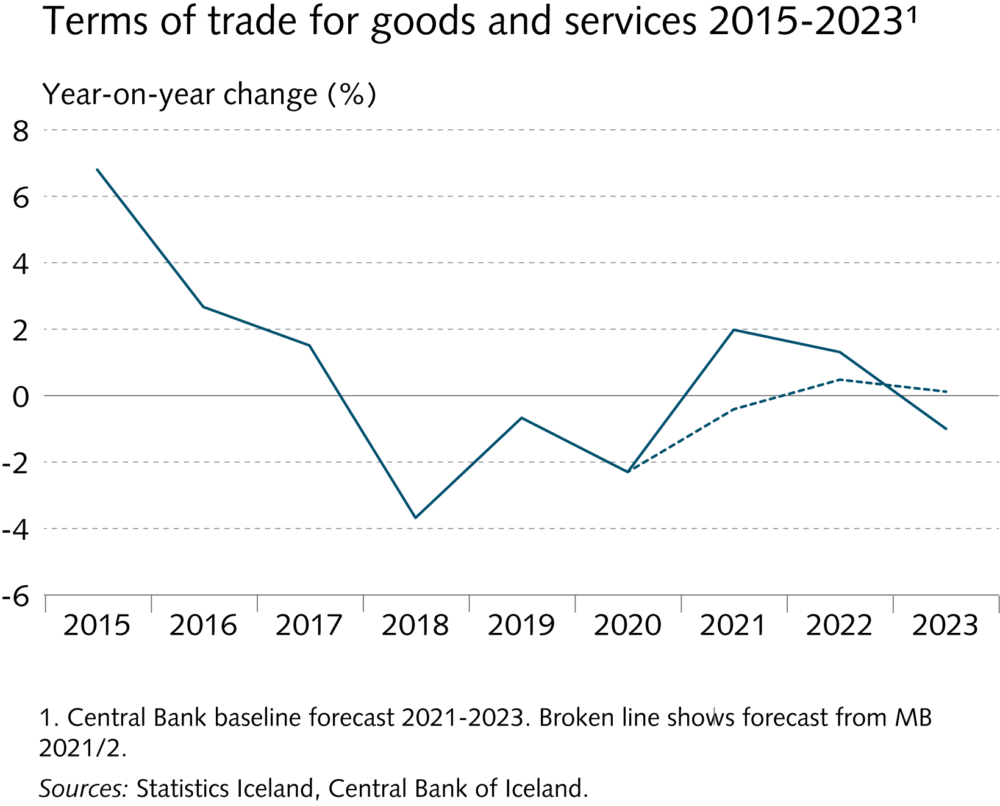 Terms of trade for goods and services 2015-2023¹
Year-on-year change (%)
8
6
4
2
0
-2
-4
-6
2015 2016 2017 2018 2019 2020 2021 2022 2023
1. Central Bank baseline forecast 2021-2023. Broken line shows forecast from MB
2021/2.
Sources: Statistics Iceland, Central Bank of Iceland.